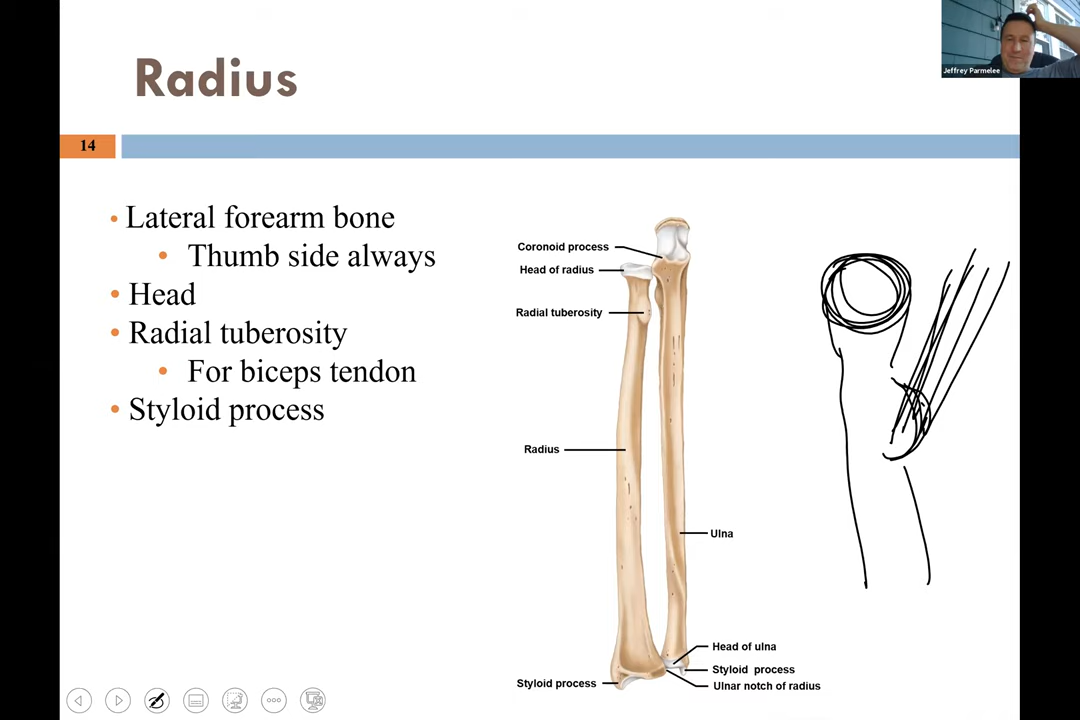 Jeffrey Parmelee
Radius
14
• Lateral forearm bone
• Thumb side always
• Head
• Radial tuberosity
• For biceps tendon
• Styloid process
Coronoid process
Head of radius
Radial tuberosity
Radius
Ulna
Head of ulna
Styloid process
Styloid process
Ulnar notch of radius